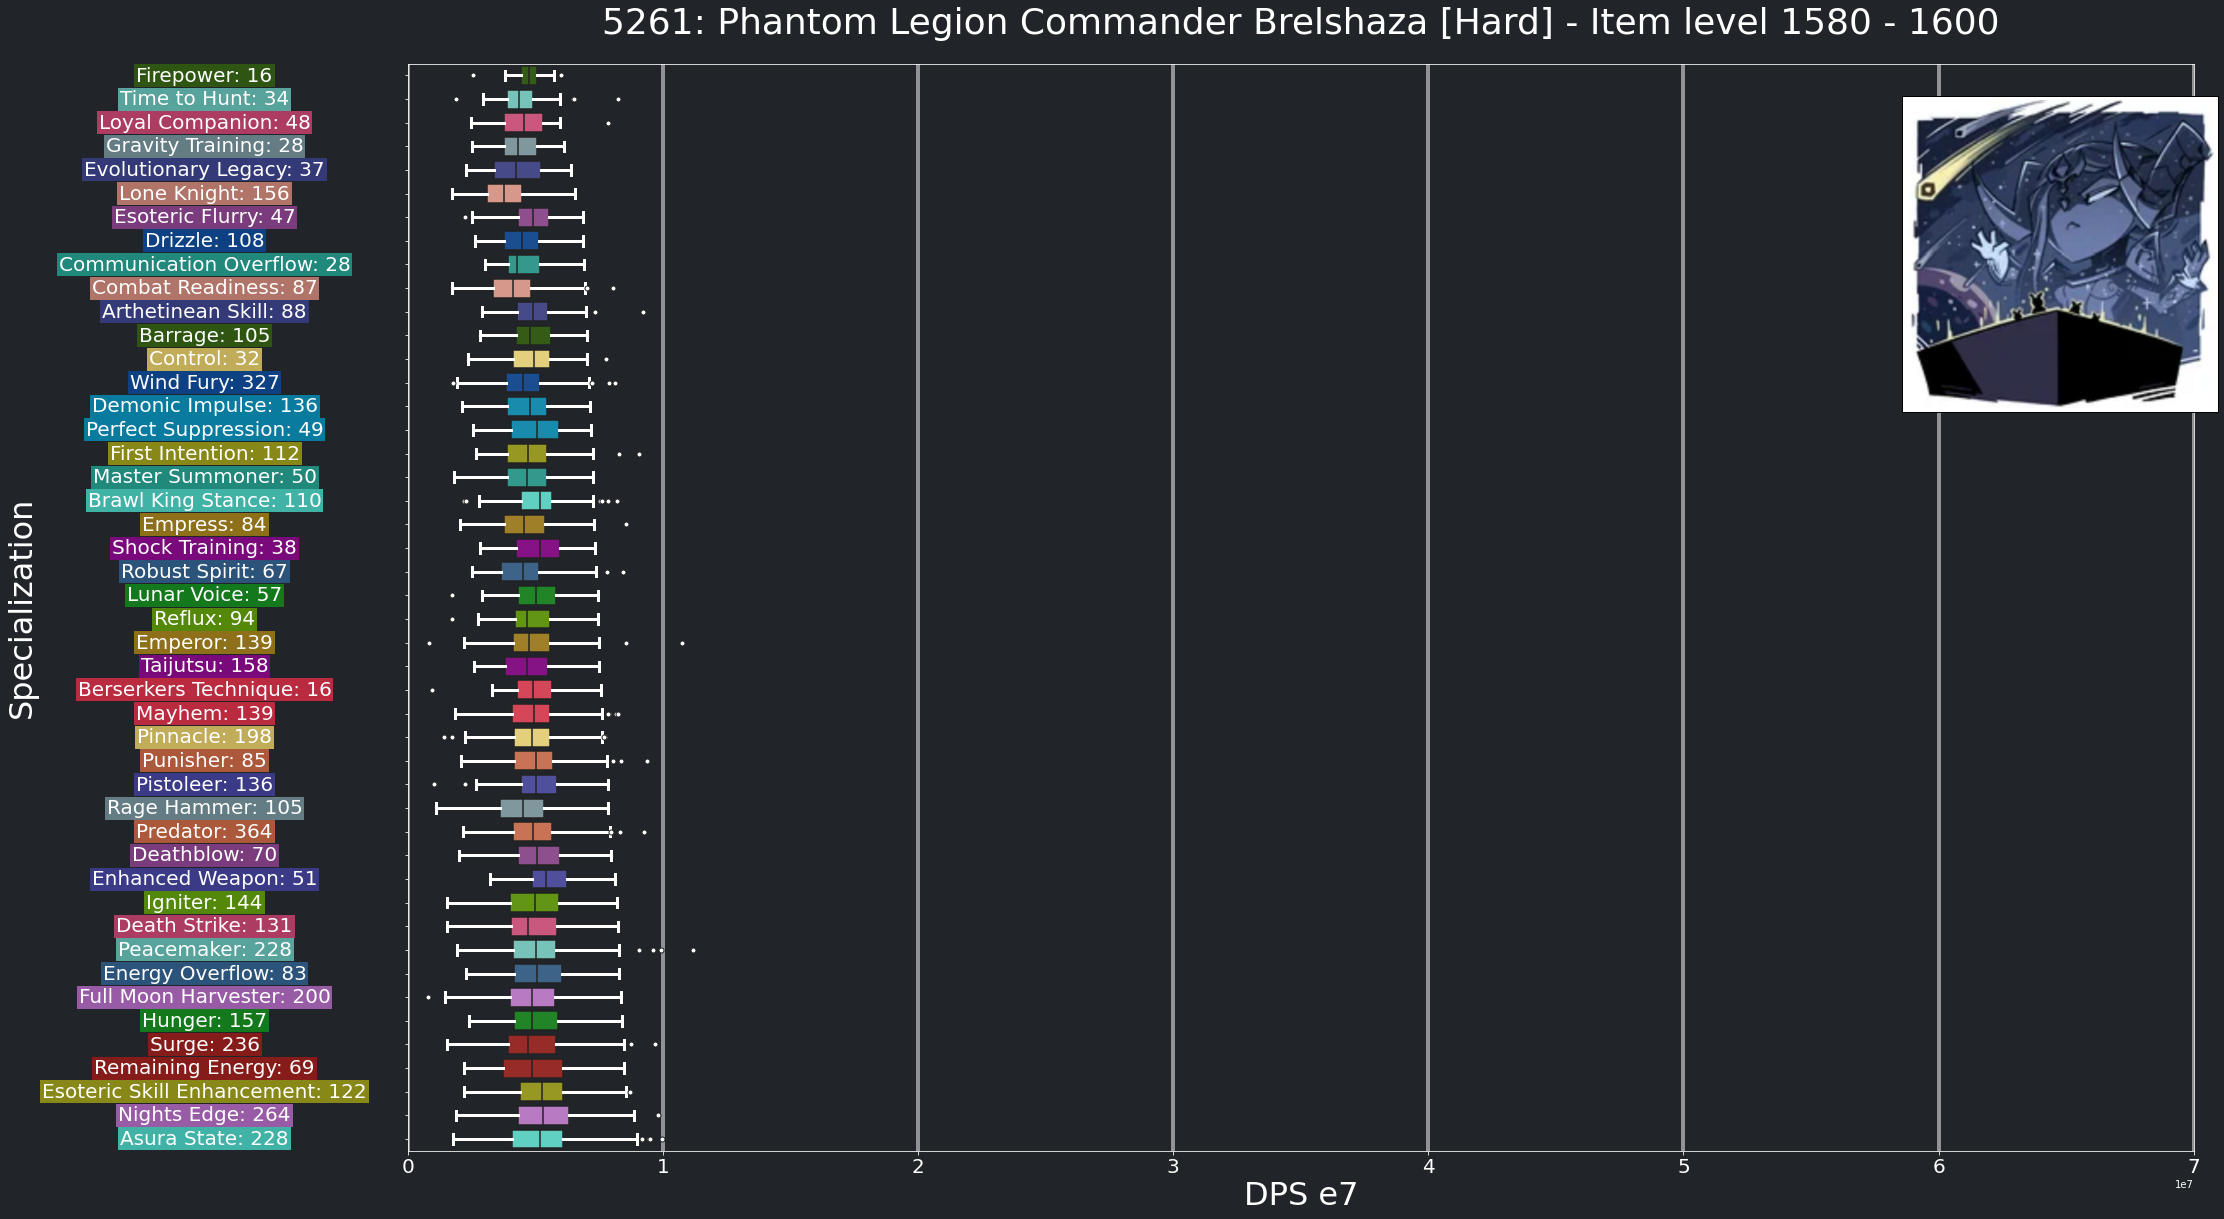 5261: Phantom Legion Commander Brelshaza [Hard] - Item level 1580 - 1600
Firepower: 16
Time to Hunt: 34
Loyal Companion: 48
Gravity Training: 28
Evolutionary Legacy: 37
Lone Knight: 156
Esoteric Flurry: 47
Drizzle: 108
Communication Overflow: 28
Combat Readiness: 87
Arthetinean Skill: 88
Barrage: 105
Control: 32
Wind Fury: 327
Demonic Impulse: 136
Perfect Suppression: 49
First Intention: 112
Master Summoner: 50
Brawl King Stance: 110
Empress: 84
Shock Training: 38
Robust Spirit: 67
Lunar Voice: 57
Reflux: 94
Emperor: 139
Taijutsu: 158
Berserkers Technique: 16
Mayhem: 139
Pinnacle: 198
Punisher: 85
Pistoleer: 136
Rage Hammer: 105
Predator: 364
Deathblow: 70
Enhanced Weapon: 51
Igniter: 144
Death Strike: 131
Peacemaker: 228
Energy Overflow: 83
Full Moon Harvester: 200
Hunger: 157
Surge: 236
Remaining Energy: 69
Esoteric Skill Enhancement: 122
Nights Edge: 264
Asura State: 228
Specialization
0 1 2 3 4 5 6 7
1e7
DPS e7